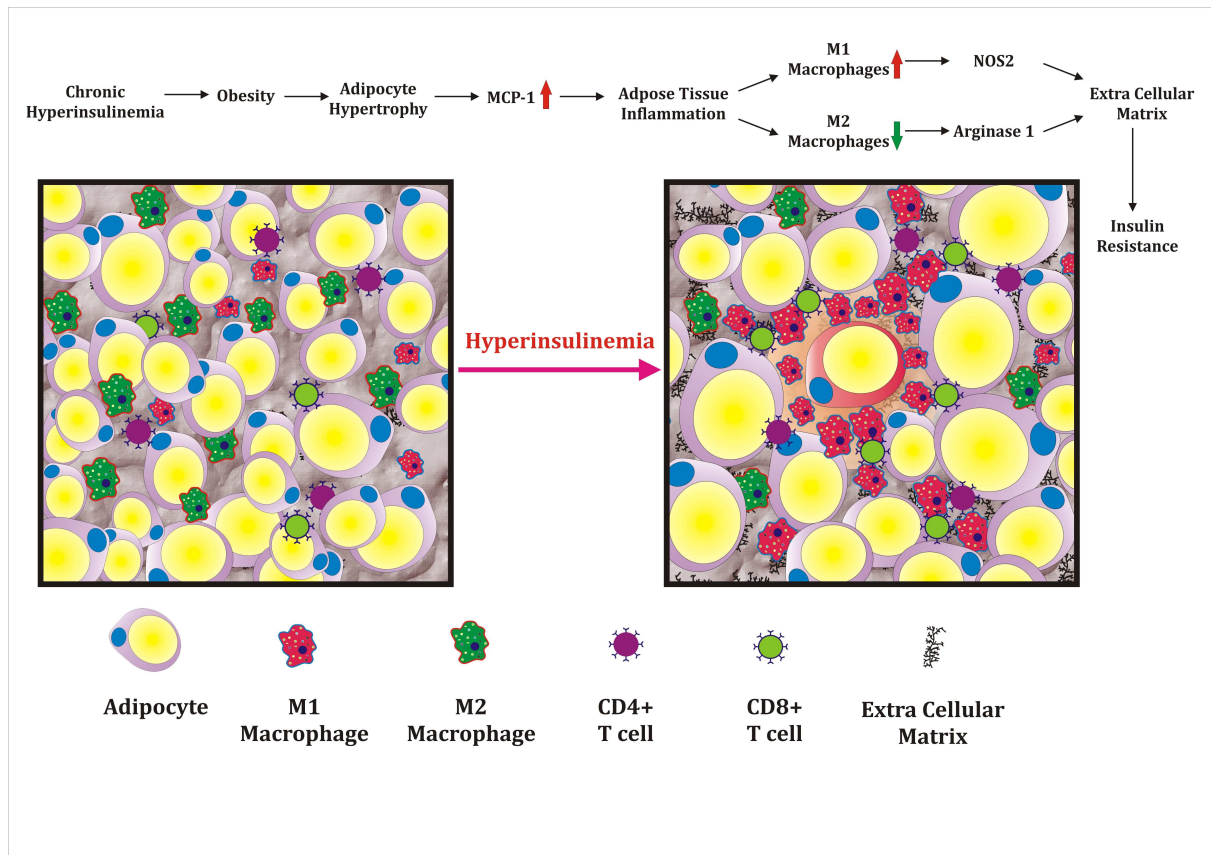 Chronic
Hyperinsulinemia
Obesity
Adipocyte
Hypertrophy
MCP-1
Adpose Tissue
Inflammation
M1
Macrophages
NOS2
M2
Macrophages
Arginase 1
Extra Cellular
Matrix
Insulin
Resistance
Hyperinsulinemia
Adipocyte
M1
Macrophage
M2
Macrophage
CD4+
T cell
CD8+
T cell
Extra Cellular
Matrix